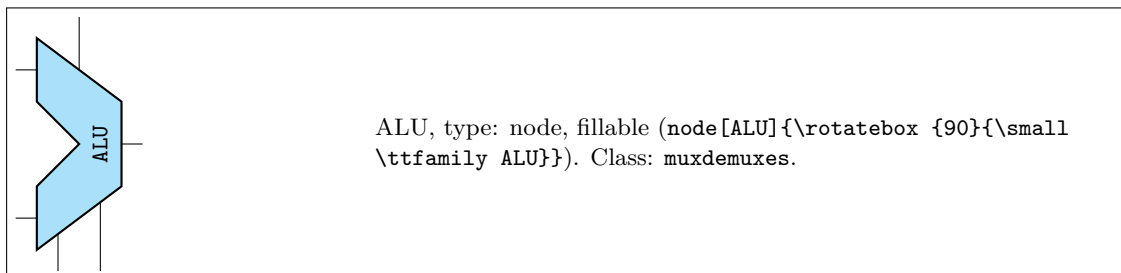 ALU
ALU, type: node, fillable (node[ALU]{\rotatebox {90}{\small
\ttfamily ALU}}). Class: muxdemuxes.